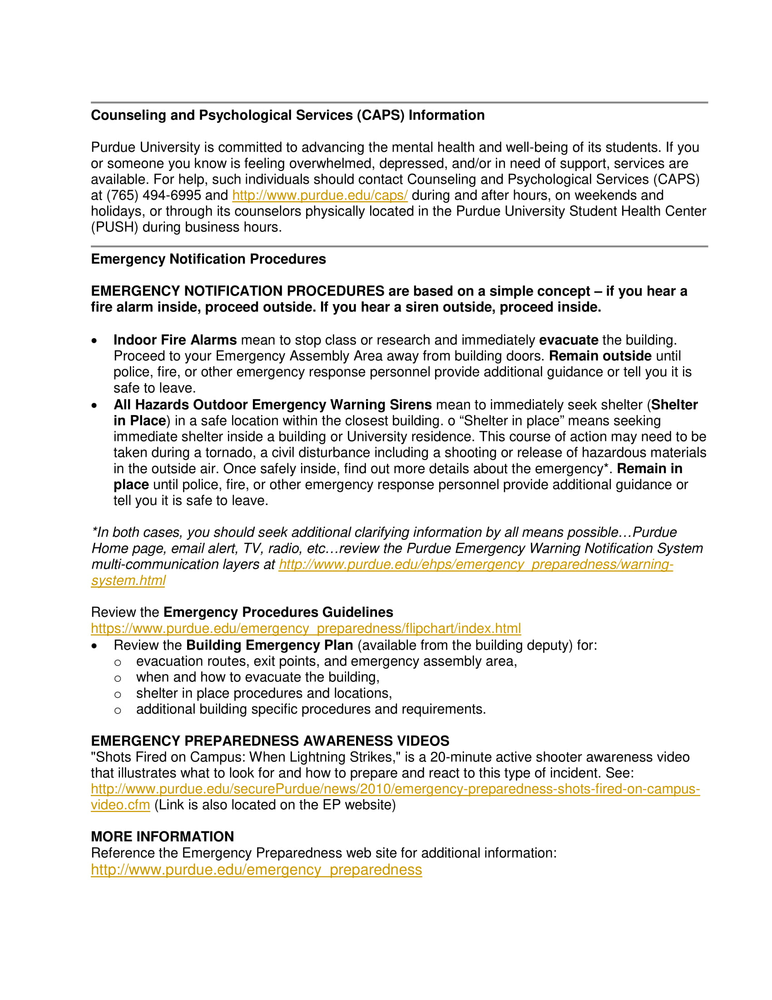 Counseling and Psychological Services (CAPS) Information
Purdue University is committed to advancing the mental health and well-being of its students. If you
or someone you know is feeling overwhelmed, depressed, and/or in need of support, services are
available. For help, such individuals should contact Counseling and Psychological Services (CAPS)
at (765) 494-6995 and http://www.purdue.edu/caps/ during and after hours, on weekends and
holidays, or through its counselors physically located in the Purdue University Student Health Center
(PUSH) during business hours.
Emergency Notification Procedures
EMERGENCY NOTIFICATION PROCEDURES are based on a simple concept – if you hear a
fire alarm inside, proceed outside. If you hear a siren outside, proceed inside.
• Indoor Fire Alarms mean to stop class or research and immediately evacuate the building.
Proceed to your Emergency Assembly Area away from building doors. Remain outside until
police, fire, or other emergency response personnel provide additional guidance or tell you it is
safe to leave.
• All Hazards Outdoor Emergency Warning Sirens mean to immediately seek shelter (Shelter
in Place) in a safe location within the closest building. o “Shelter in place” means seeking
immediate shelter inside a building or University residence. This course of action may need to be
taken during a tornado, a civil disturbance including a shooting or release of hazardous materials
in the outside air. Once safely inside, find out more details about the emergency*. Remain in
place until police, fire, or other emergency response personnel provide additional guidance or
tell you it is safe to leave.
*In both cases, you should seek additional clarifying information by all means possible…Purdue
Home page, email alert, TV, radio, etc…review the Purdue Emergency Warning Notification System
multi-communication layers at http://www.purdue.edu/ehps/emergency_preparedness/warning-
system.html
Review the Emergency Procedures Guidelines
https://www.purdue.edu/emergency_preparedness/flipchart/index.html
• Review the Building Emergency Plan (available from the building deputy) for:
o evacuation routes, exit points, and emergency assembly area,
o when and how to evacuate the building,
o shelter in place procedures and locations,
o additional building specific procedures and requirements.
EMERGENCY PREPAREDNESS AWARENESS VIDEOS
"Shots Fired on Campus: When Lightning Strikes," is a 20-minute active shooter awareness video
that illustrates what to look for and how to prepare and react to this type of incident. See:
http://www.purdue.edu/securePurdue/news/2010/emergency-preparedness-shots-fired-on-campus-
video.cfm (Link is also located on the EP website)
MORE INFORMATION
Reference the Emergency Preparedness web site for additional information:
http://www.purdue.edu/emergency_preparedness